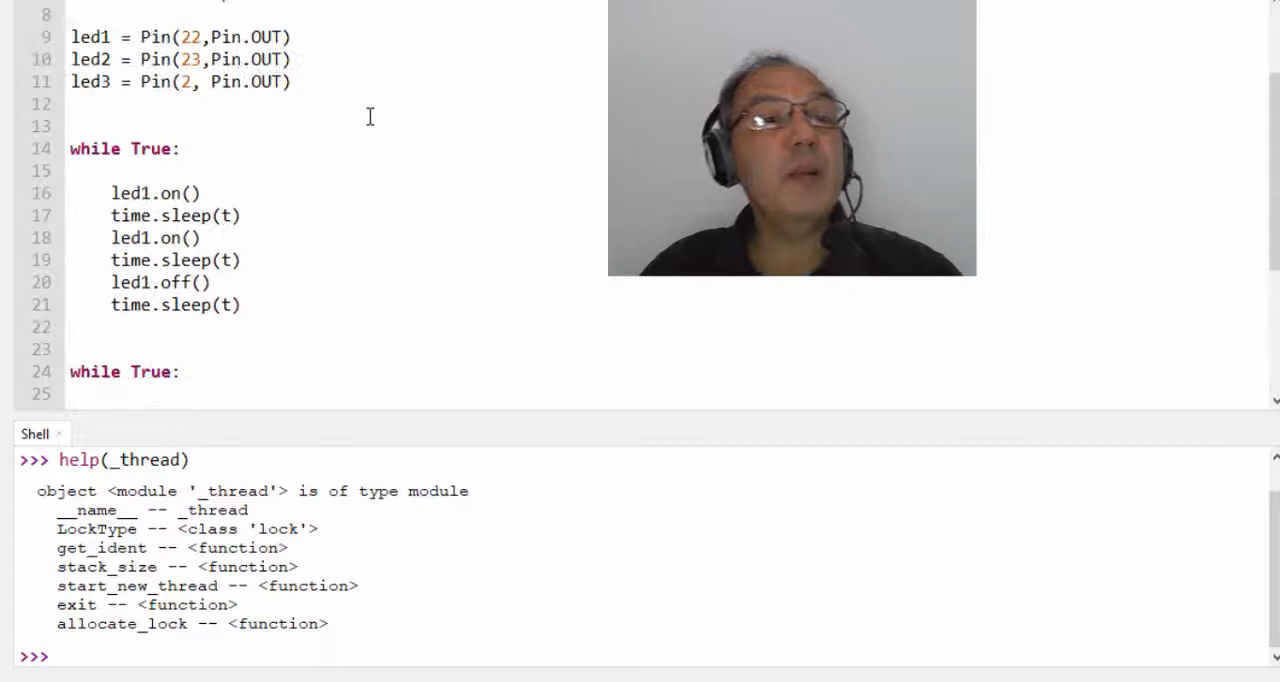 8
9 led1 = Pin(22,Pin.OUT)
10 led2 = Pin(23,Pin.OUT)
11 led3 = Pin(2, Pin.OUT)
12
13
14 while True:
15
16 led1.on()
17 time.sleep(t)
18 led1.on()
19 time.sleep(t)
20 led1.off()
21 time.sleep(t)
22
23
24 while True:
25
Shell ×
>>> help(_thread)
object <module '_thread'> is of type module
__name__ -- _thread
LockType -- <class 'lock'>
get_ident -- <function>
stack_size -- <function>
start_new_thread -- <function>
exit -- <function>
allocate_lock -- <function>
>>>